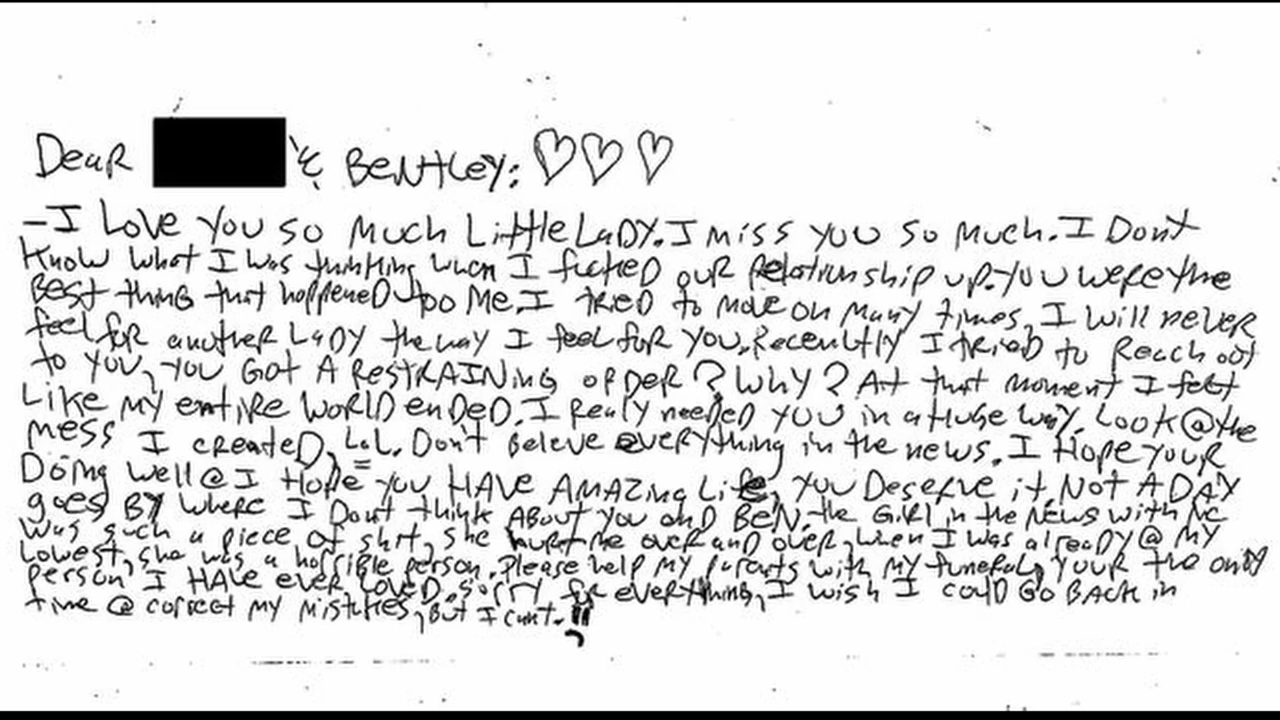 Dear & Bentley: ♡♡♡
- I Love You so Much Little Lady. I miss you so much. I Dont
Know what I was thinking when I fucked our relationship up. You were the
Best thing that happened to Me. I tried to move on many times, I will never
feel for another Lady the way I feel for you. Recently I tried to Reach out
to you, you Got A RESTRAINING order? Why? At that moment I felt
Like my entire World ended. I Realy needed you in a Huge way. Look @ the
mess I created, LoL. Don't Beleve everything in the news. I Hope your
Doing well @ I Hope you HAVE AMAZing Life, you Deserve it. Not A DAY
goes By where I Dont think ABout you and BeN. the GiRl in the News with me
was such a piece of shit, she hurt me over and over, when I was already @ my
Lowest, she was a horrible person. Please help my parents with my funeral, your the only
person I HAve ever Loved. sorry for everything, I wish I could Go BAck in
time @ correct my mistakes, But I cant.